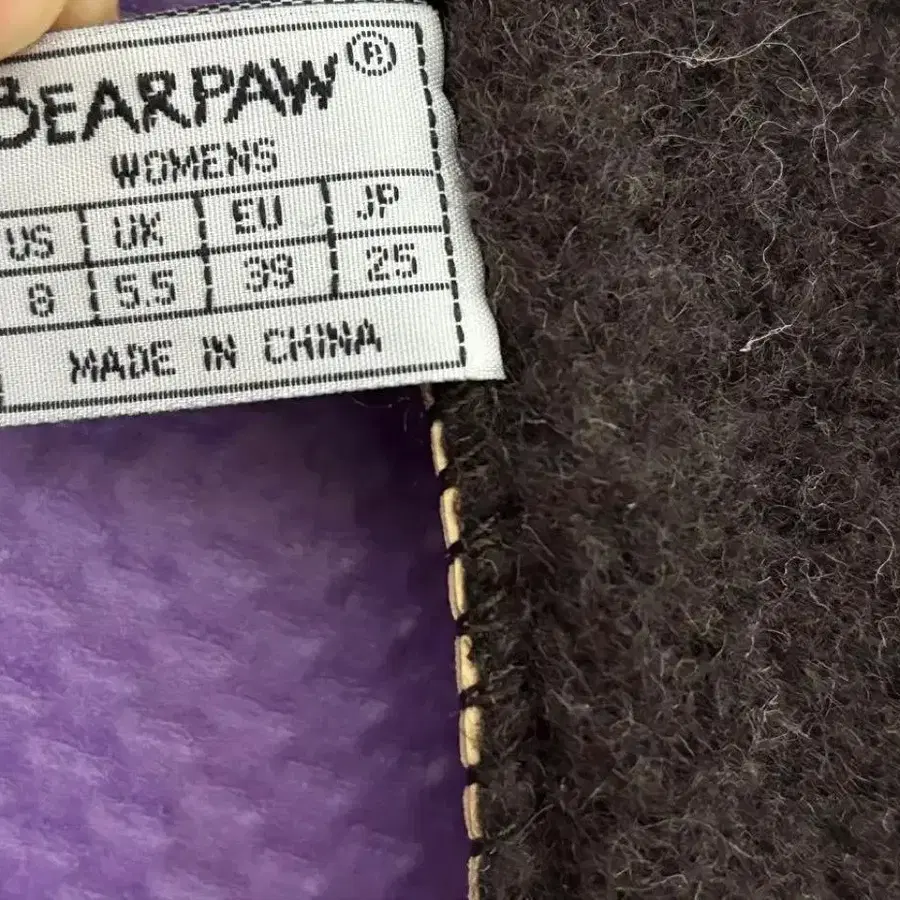 BEARPAW®
WOMENS
US UK EU JP
8 5.5 39 25
MADE IN CHINA